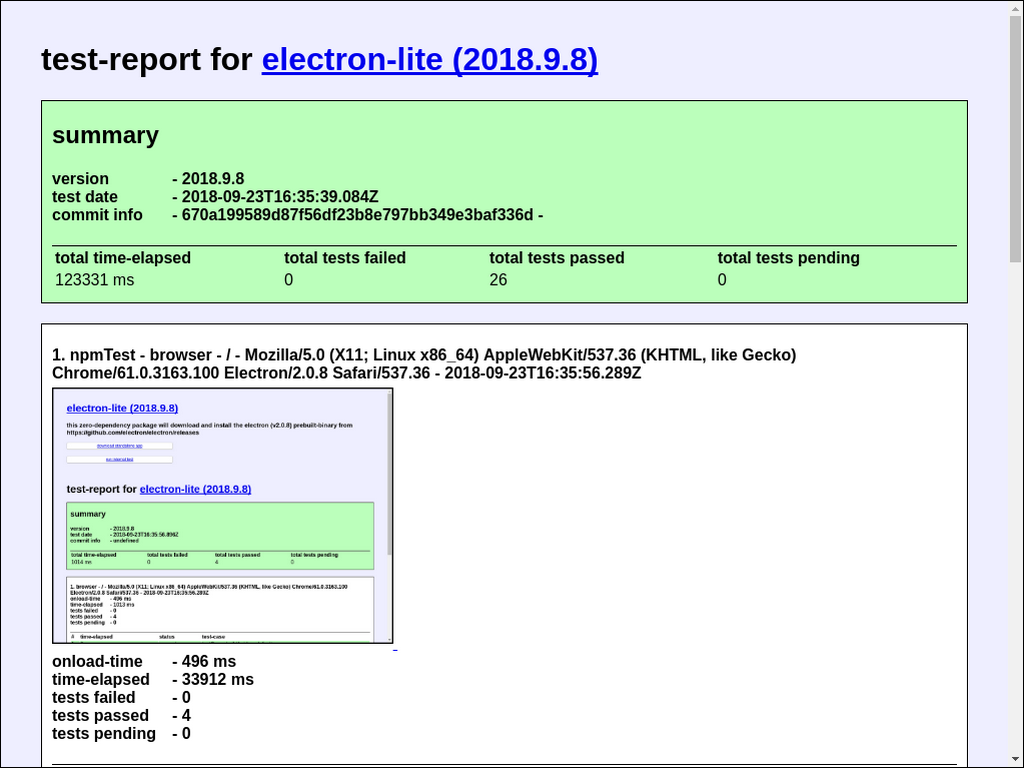 test-report for electron-lite (2018.9.8)
summary
version - 2018.9.8
test date - 2018-09-23T16:35:39.084Z
commit info - 670a199589d87f56df23b8e797bb349e3baf336d -
total time-elapsed total tests failed total tests passed total tests pending
123331 ms 0 26 0
1. npmTest - browser - / - Mozilla/5.0 (X11; Linux x86_64) AppleWebKit/537.36 (KHTML, like Gecko)
Chrome/61.0.3163.100 Electron/2.0.8 Safari/537.36 - 2018-09-23T16:35:56.289Z
electron-lite (2018.9.8)
this zero-dependency package will download and install the electron (v2.0.8) prebuilt-binary from
https://github.com/electron/electron/releases
download standalone app
run internal test
test-report for electron-lite (2018.9.8)
summary
version - 2018.9.8
test date - 2018-09-23T16:35:56.896Z
commit info - undefined
total time-elapsed total tests failed total tests passed total tests pending
1014 ms 0 4 0
1. browser - / - Mozilla/5.0 (X11; Linux x86_64) AppleWebKit/537.36 (KHTML, like Gecko) Chrome/61.0.3163.100
Electron/2.0.8 Safari/537.36 - 2018-09-23T16:35:56.289Z
onload-time - 496 ms
time-elapsed - 1013 ms
tests failed - 0
tests passed - 4
tests pending - 0
# time-elapsed status test-case
onload-time - 496 ms
time-elapsed - 33912 ms
tests failed - 0
tests passed - 4
tests pending - 0